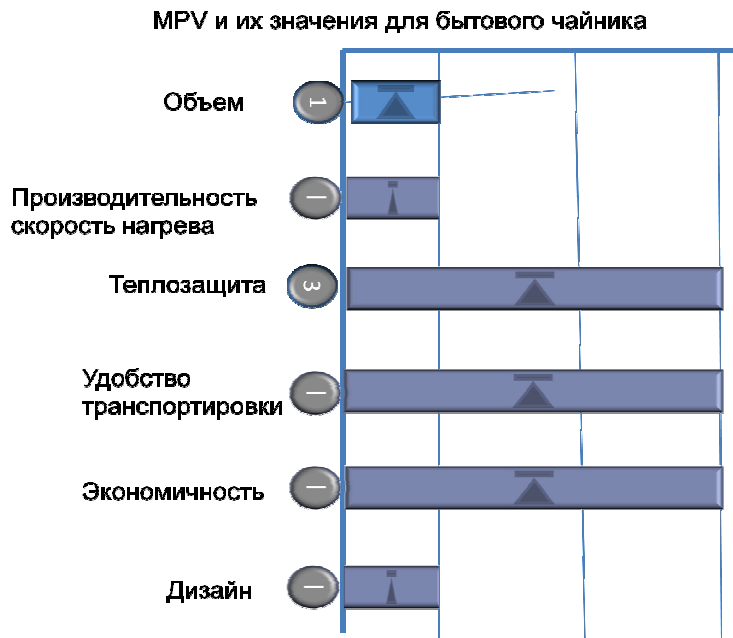 MPV и их значения для бытового чайника
Объем
1
Производительность
скорость нагрева
|
Теплозащита
3
Удобство
транспортировки
|
Экономичность
|
Дизайн
|